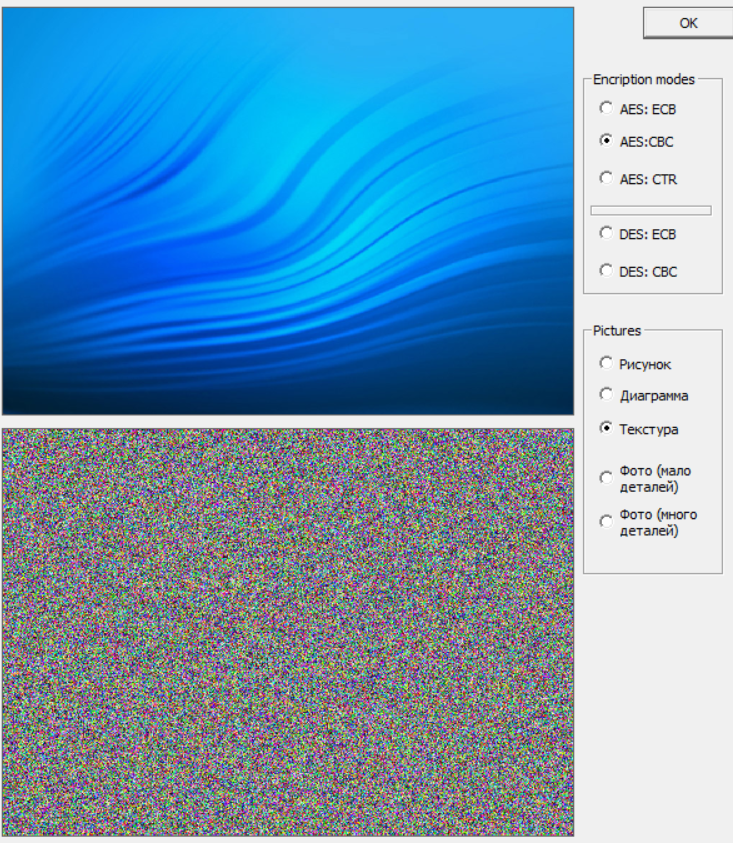 OK
Encription modes
AES: ECB
AES:CBC
AES: CTR
DES: ECB
DES: CBC
Pictures
Рисунок
Диаграмма
Текстура
Фото (мало
деталей)
Фото (много
деталей)